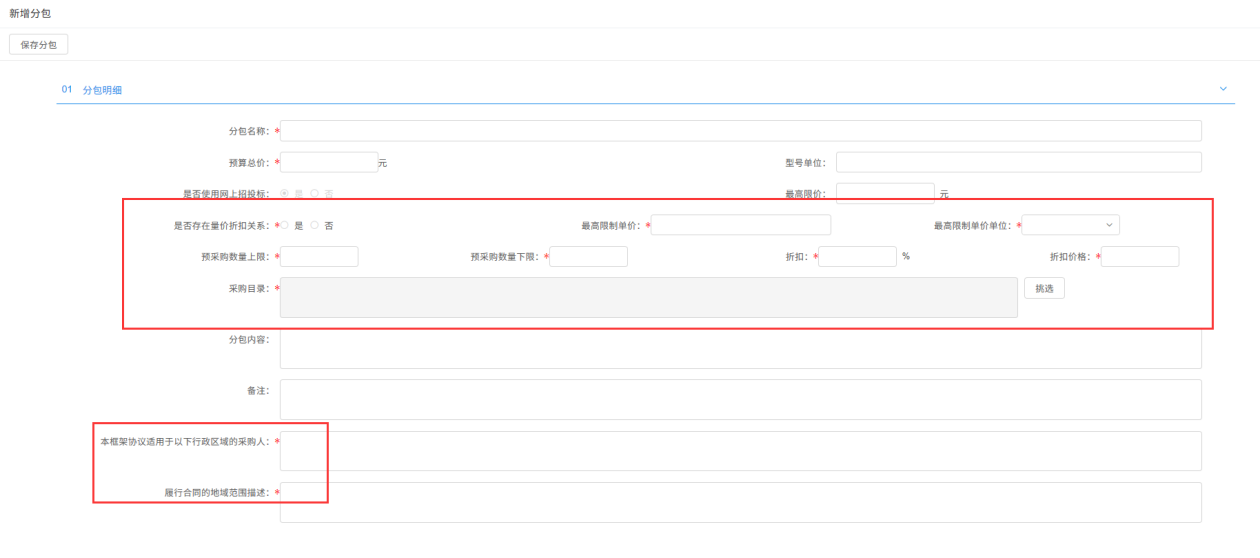 新增分包
保存分包
01 分包明细
分包名称：*
预算总价：* 元 型号单位：
是否使用网上招投标： 是 否 最高限价： 元
是否存在量价折扣关系：* 是 否 最高限制单价：* 最高限制单价单位：*
预采购数量上限：* 预采购数量下限：* 折扣：* % 折扣价格：*
采购目录：* 挑选
分包内容：
备注：
本框架协议适用于以下行政区域的采购人：*
履行合同的地域范围描述：*